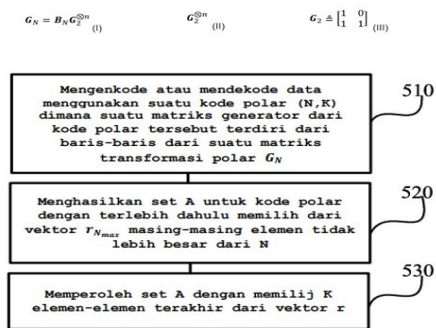 G_N = B_N G_2^{⊗n} (I)
G_2^{⊗n} (II)
G_2 ≜ [1 0 1 1] (III)
Mengenkode atau mendekode data
menggunakan suatu kode polar (N,K)
dimana suatu matriks generator dari
kode polar tersebut terdiri dari
baris-baris dari suatu matriks
transformasi polar G_N
510
Menghasilkan set A untuk kode polar
dengan terlebih dahulu memilih dari
vektor r_{N_{max}} masing-masing elemen tidak
lebih besar dari N
520
Memperoleh set A dengan memilij K
elemen-elemen terakhir dari vektor r
530